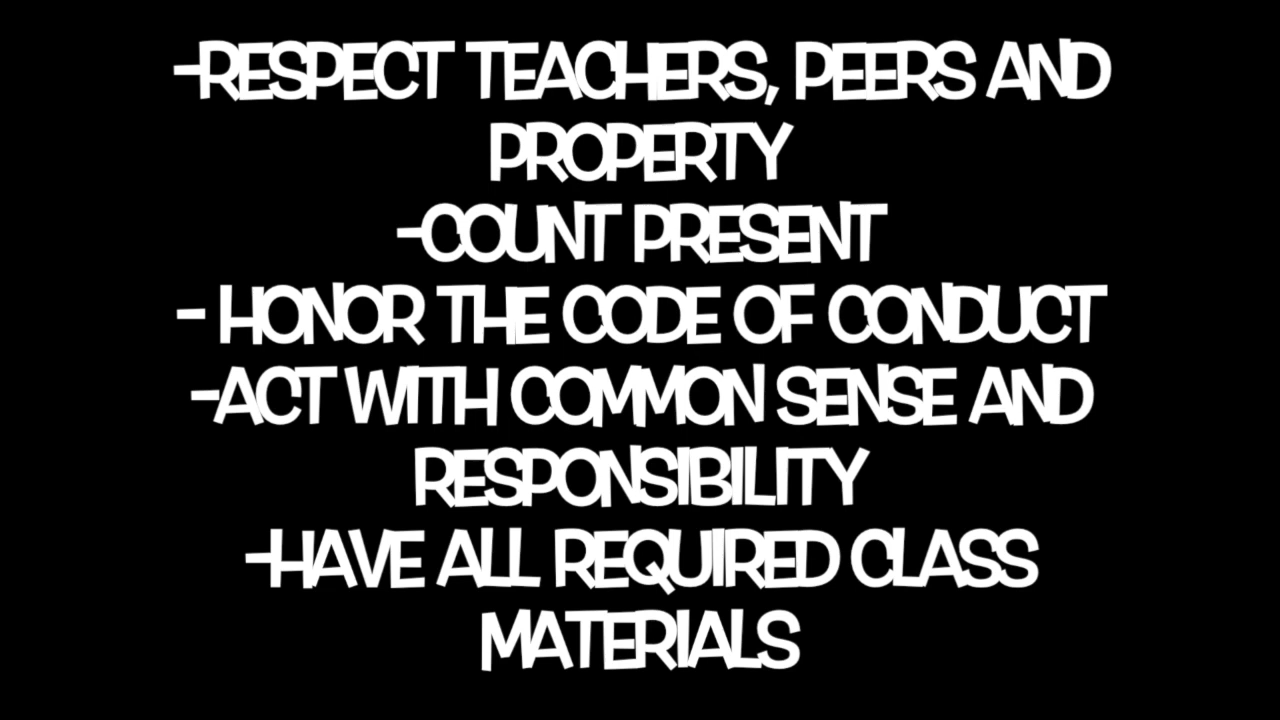 -RESPECT TEACHERS, PEERS AND
PROPERTY
-COUNT PRESENT
- HONOR THE CODE OF CONDUCT
-ACT WITH COMMON SENSE AND
RESPONSIBILITY
-HAVE ALL REQUIRED CLASS
MATERIALS